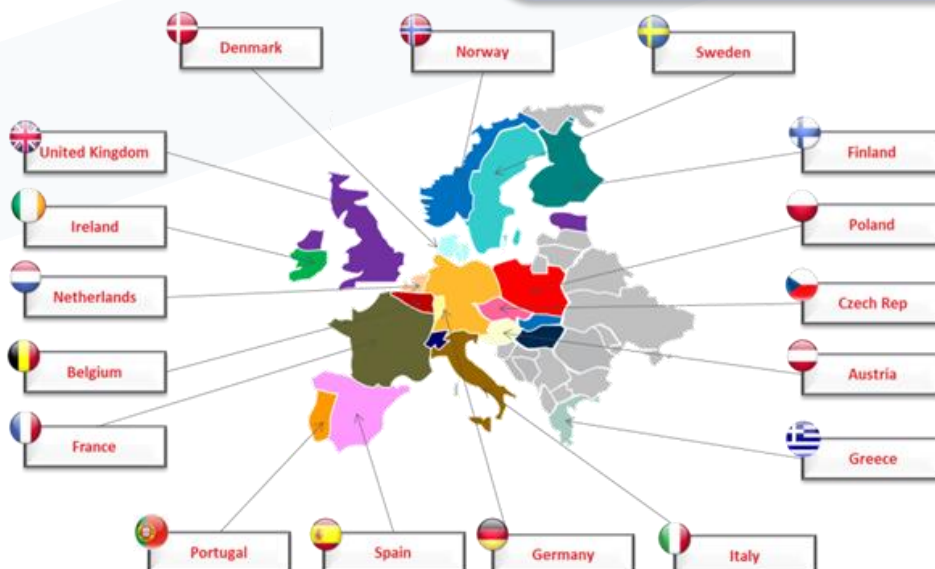 Denmark
Norway
Sweden
United Kingdom
Finland
Ireland
Poland
Netherlands
Czech Rep
Belgium
Austria
France
Greece
Portugal
Spain
Germany
Italy